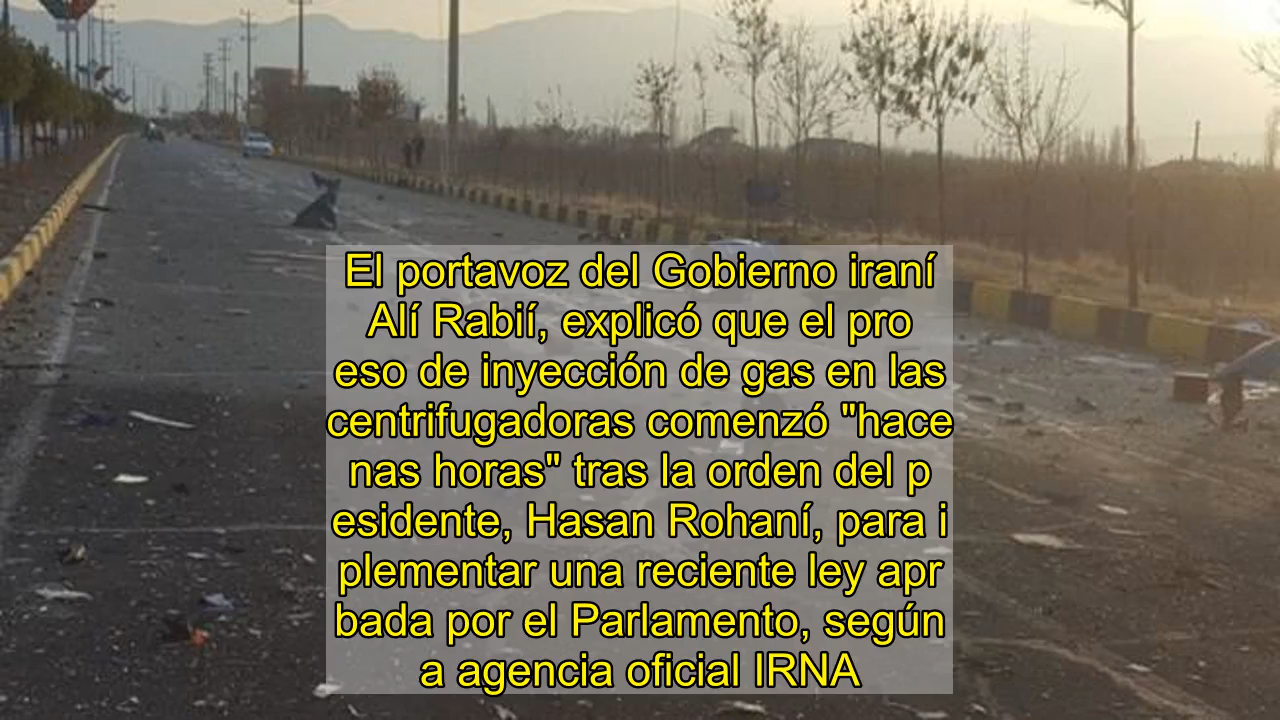 El portavoz del Gobierno iraní
Alí Rabií, explicó que el pro
eso de inyección de gas en las
centrifugadoras comenzó "hace
nas horas" tras la orden del p
esidente, Hasan Rohaní, para i
plementar una reciente ley apr
bada por el Parlamento, según
a agencia oficial IRNA